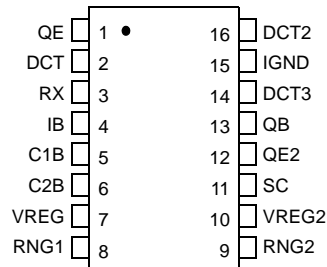 QE 1 16 DCT2
DCT 2 15 IGND
RX 3 14 DCT3
IB 4 13 QB
C1B 5 12 QE2
C2B 6 11 SC
VREG 7 10 VREG2
RNG1 8 9 RNG2